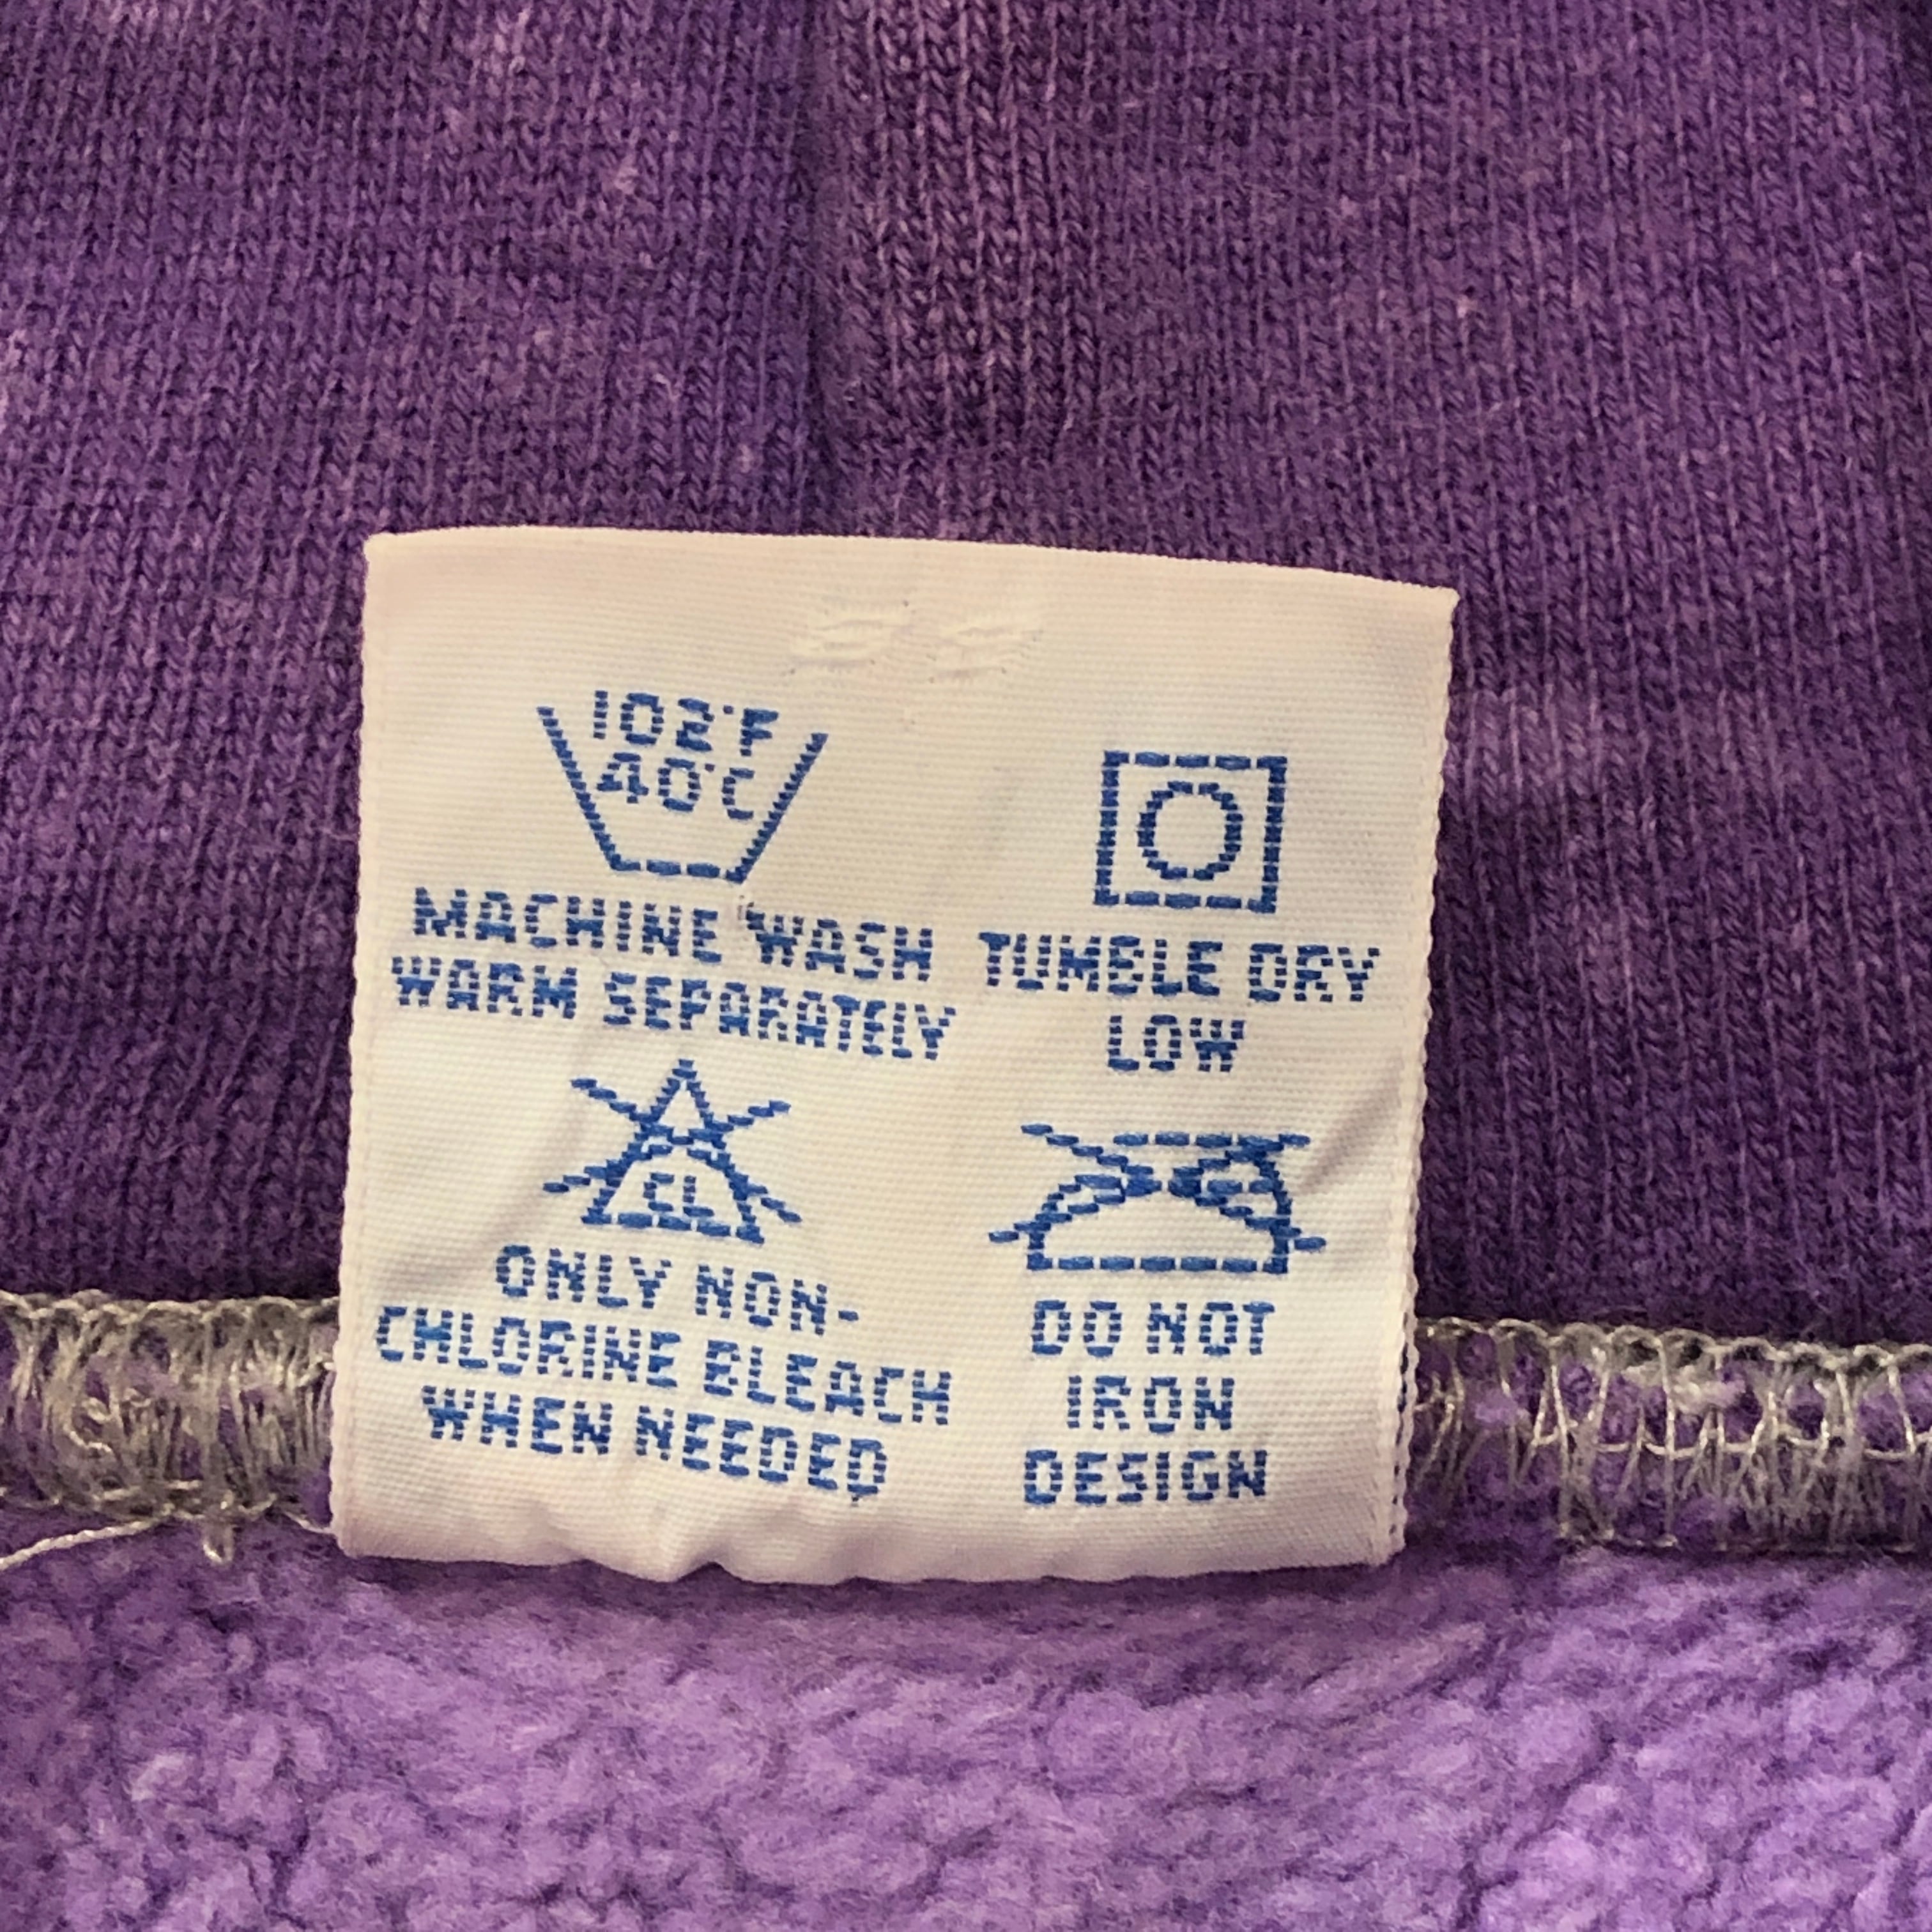 102°F
40°C
MACHINE WASH
WARM SEPARATELY
TUMBLE DRY
LOW
CL
ONLY NON-
CHLORINE BLEACH
WHEN NEEDED
DO NOT
IRON
DESIGN